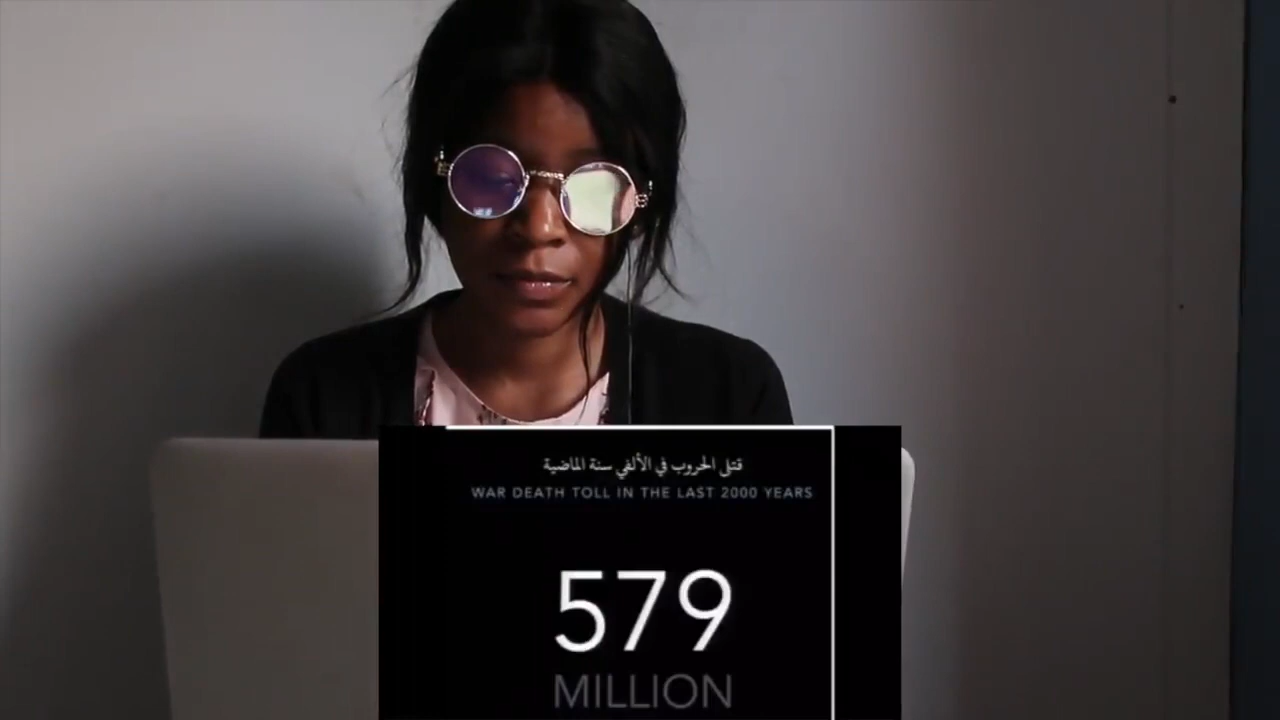 قتلى الحروب في الألفي سنة الماضية
WAR DEATH TOLL IN THE LAST 2000 YEARS
579
MILLION